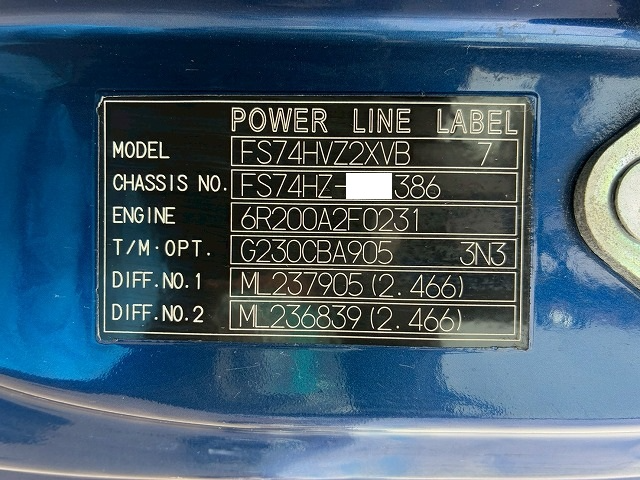 POWER LINE LABEL
MODEL FS74HVZ2XVB 7
CHASSIS NO. FS74HZ- 386
ENGINE 6R200A2F0231
T/M·OPT. G230CBA905 3N3
DIFF.NO.1 ML237905(2.466)
DIFF.NO.2 ML236839(2.466)